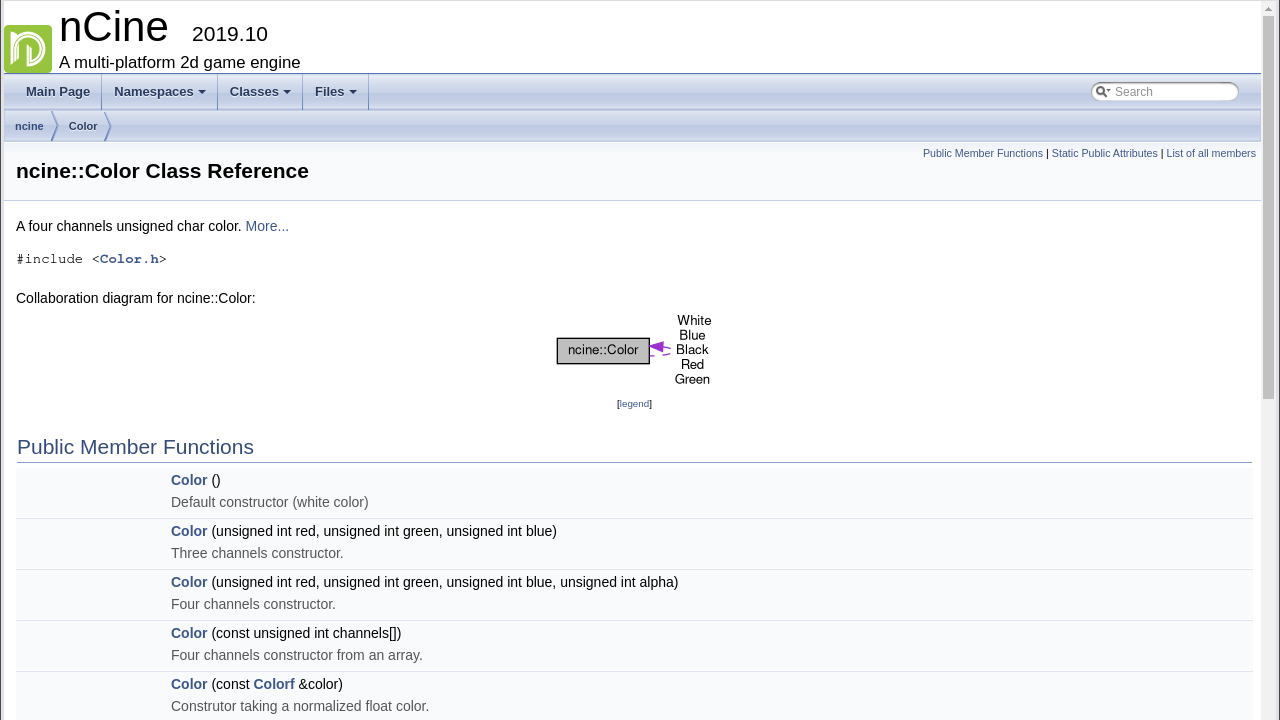 nCine 2019.10
A multi-platform 2d game engine
Main Page Namespaces Classes Files Search
ncine Color
Public Member Functions | Static Public Attributes | List of all members
ncine::Color Class Reference
A four channels unsigned char color. More...
#include <Color.h>
Collaboration diagram for ncine::Color:
ncine::Color
White
Blue
Black
Red
Green
[legend]
Public Member Functions
Color ()
Default constructor (white color)
Color (unsigned int red, unsigned int green, unsigned int blue)
Three channels constructor.
Color (unsigned int red, unsigned int green, unsigned int blue, unsigned int alpha)
Four channels constructor.
Color (const unsigned int channels[])
Four channels constructor from an array.
Color (const Colorf &color)
Construtor taking a normalized float color.